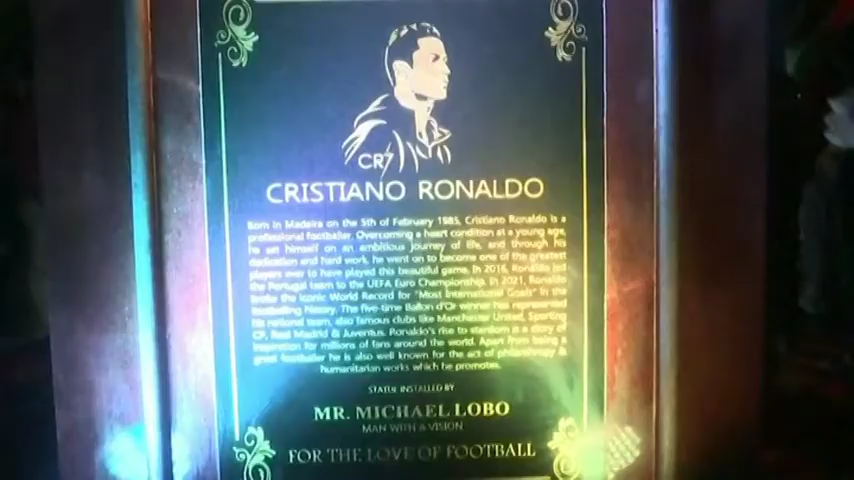 CR7
CRISTIANO RONALDO
Born in Madeira on the 5th of February 1985, Cristiano Ronaldo is a
professional footballer. Overcoming a heart condition at a young age,
he set himself on an ambitious journey of life, and through his
dedication and hard work, he went on to become one of the greatest
players ever to have played this beautiful game. In 2016, Ronaldo led
the Portugal team to the UEFA Euro Championship. In 2021, Ronaldo
broke the iconic World Record for "Most International Goals" in the
footballing history. The five-time Ballon d'Or winner has represented
his national team, also famous clubs like Manchester United, Sporting
CP, Real Madrid & Juventus. Ronaldo's rise to stardom is a story of
inspiration for millions of fans around the world. Apart from being a
great footballer he is also well known for the act of philanthropy &
humanitarian works which he promotes.
STATUE INSTALLED BY
MR. MICHAEL LOBO
MAN WITH A VISION
FOR THE LOVE OF FOOTBALL